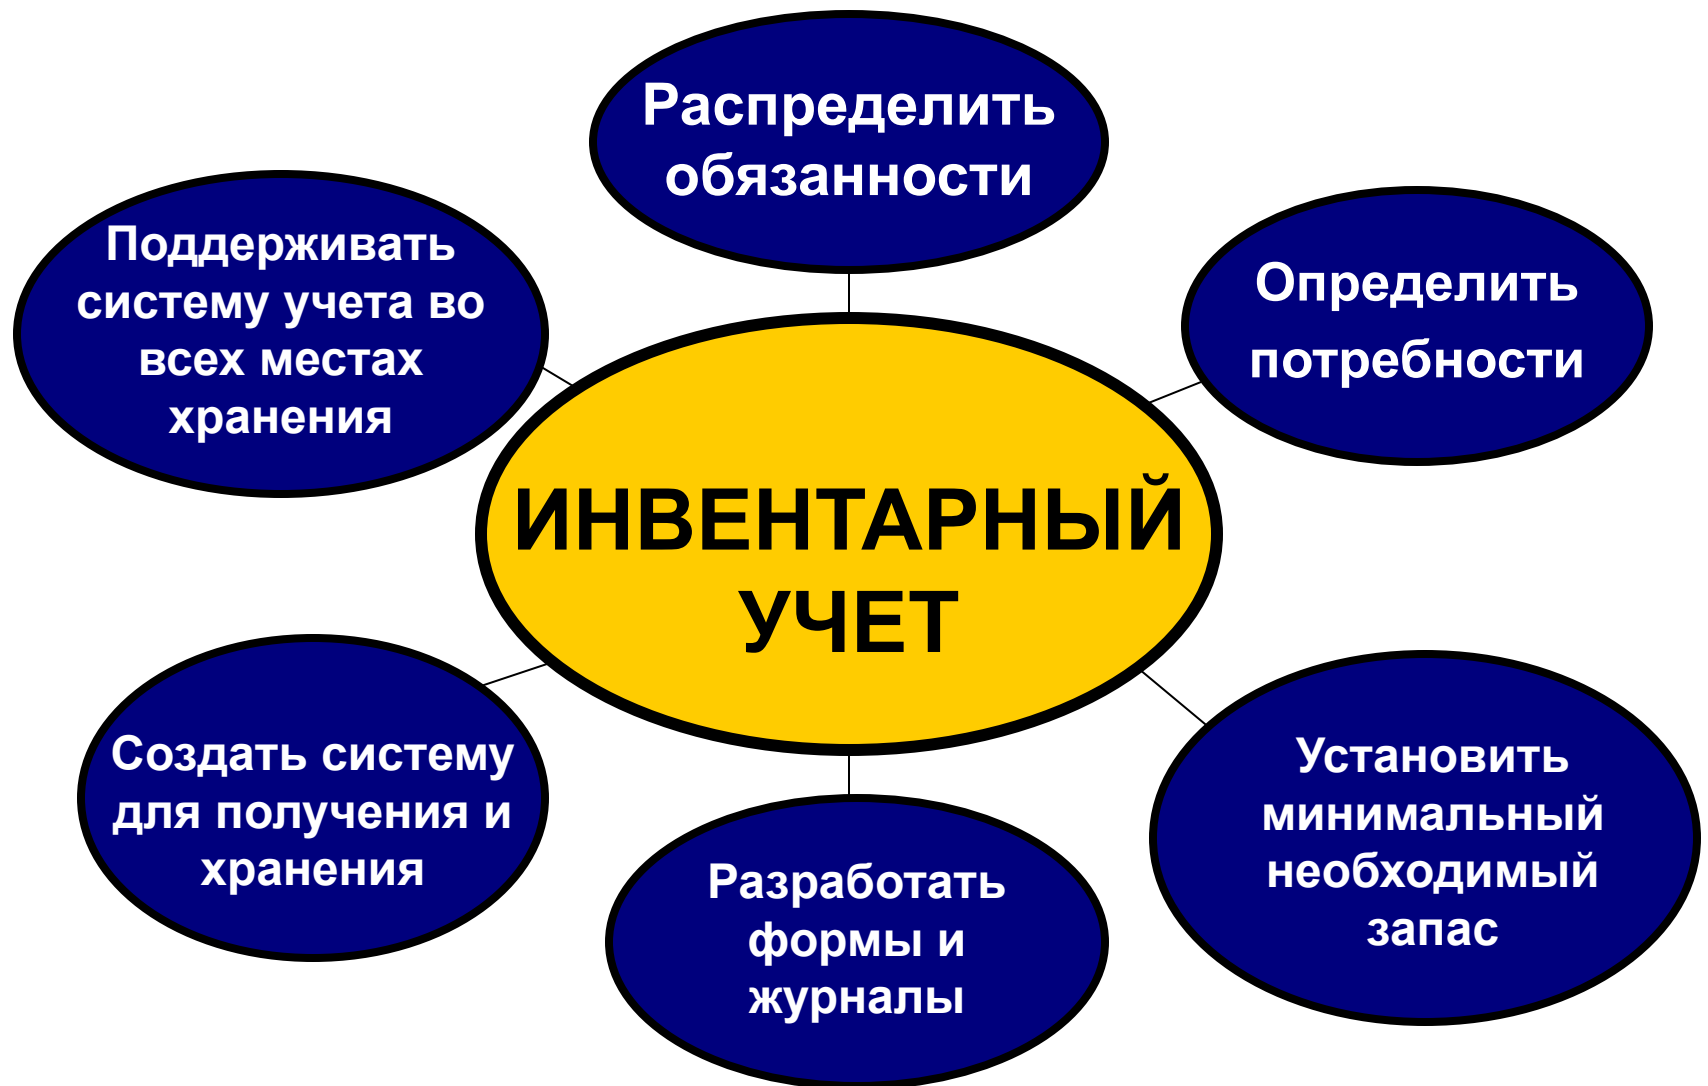 Распределить
обязанности
Определить
потребности
Установить
минимальный
необходимый
запас
Разработать
формы и
журналы
Создать систему
для получения и
хранения
Поддерживать
систему учета во
всех местах
хранения
ИНВЕНТАРНЫЙ
УЧЕТ